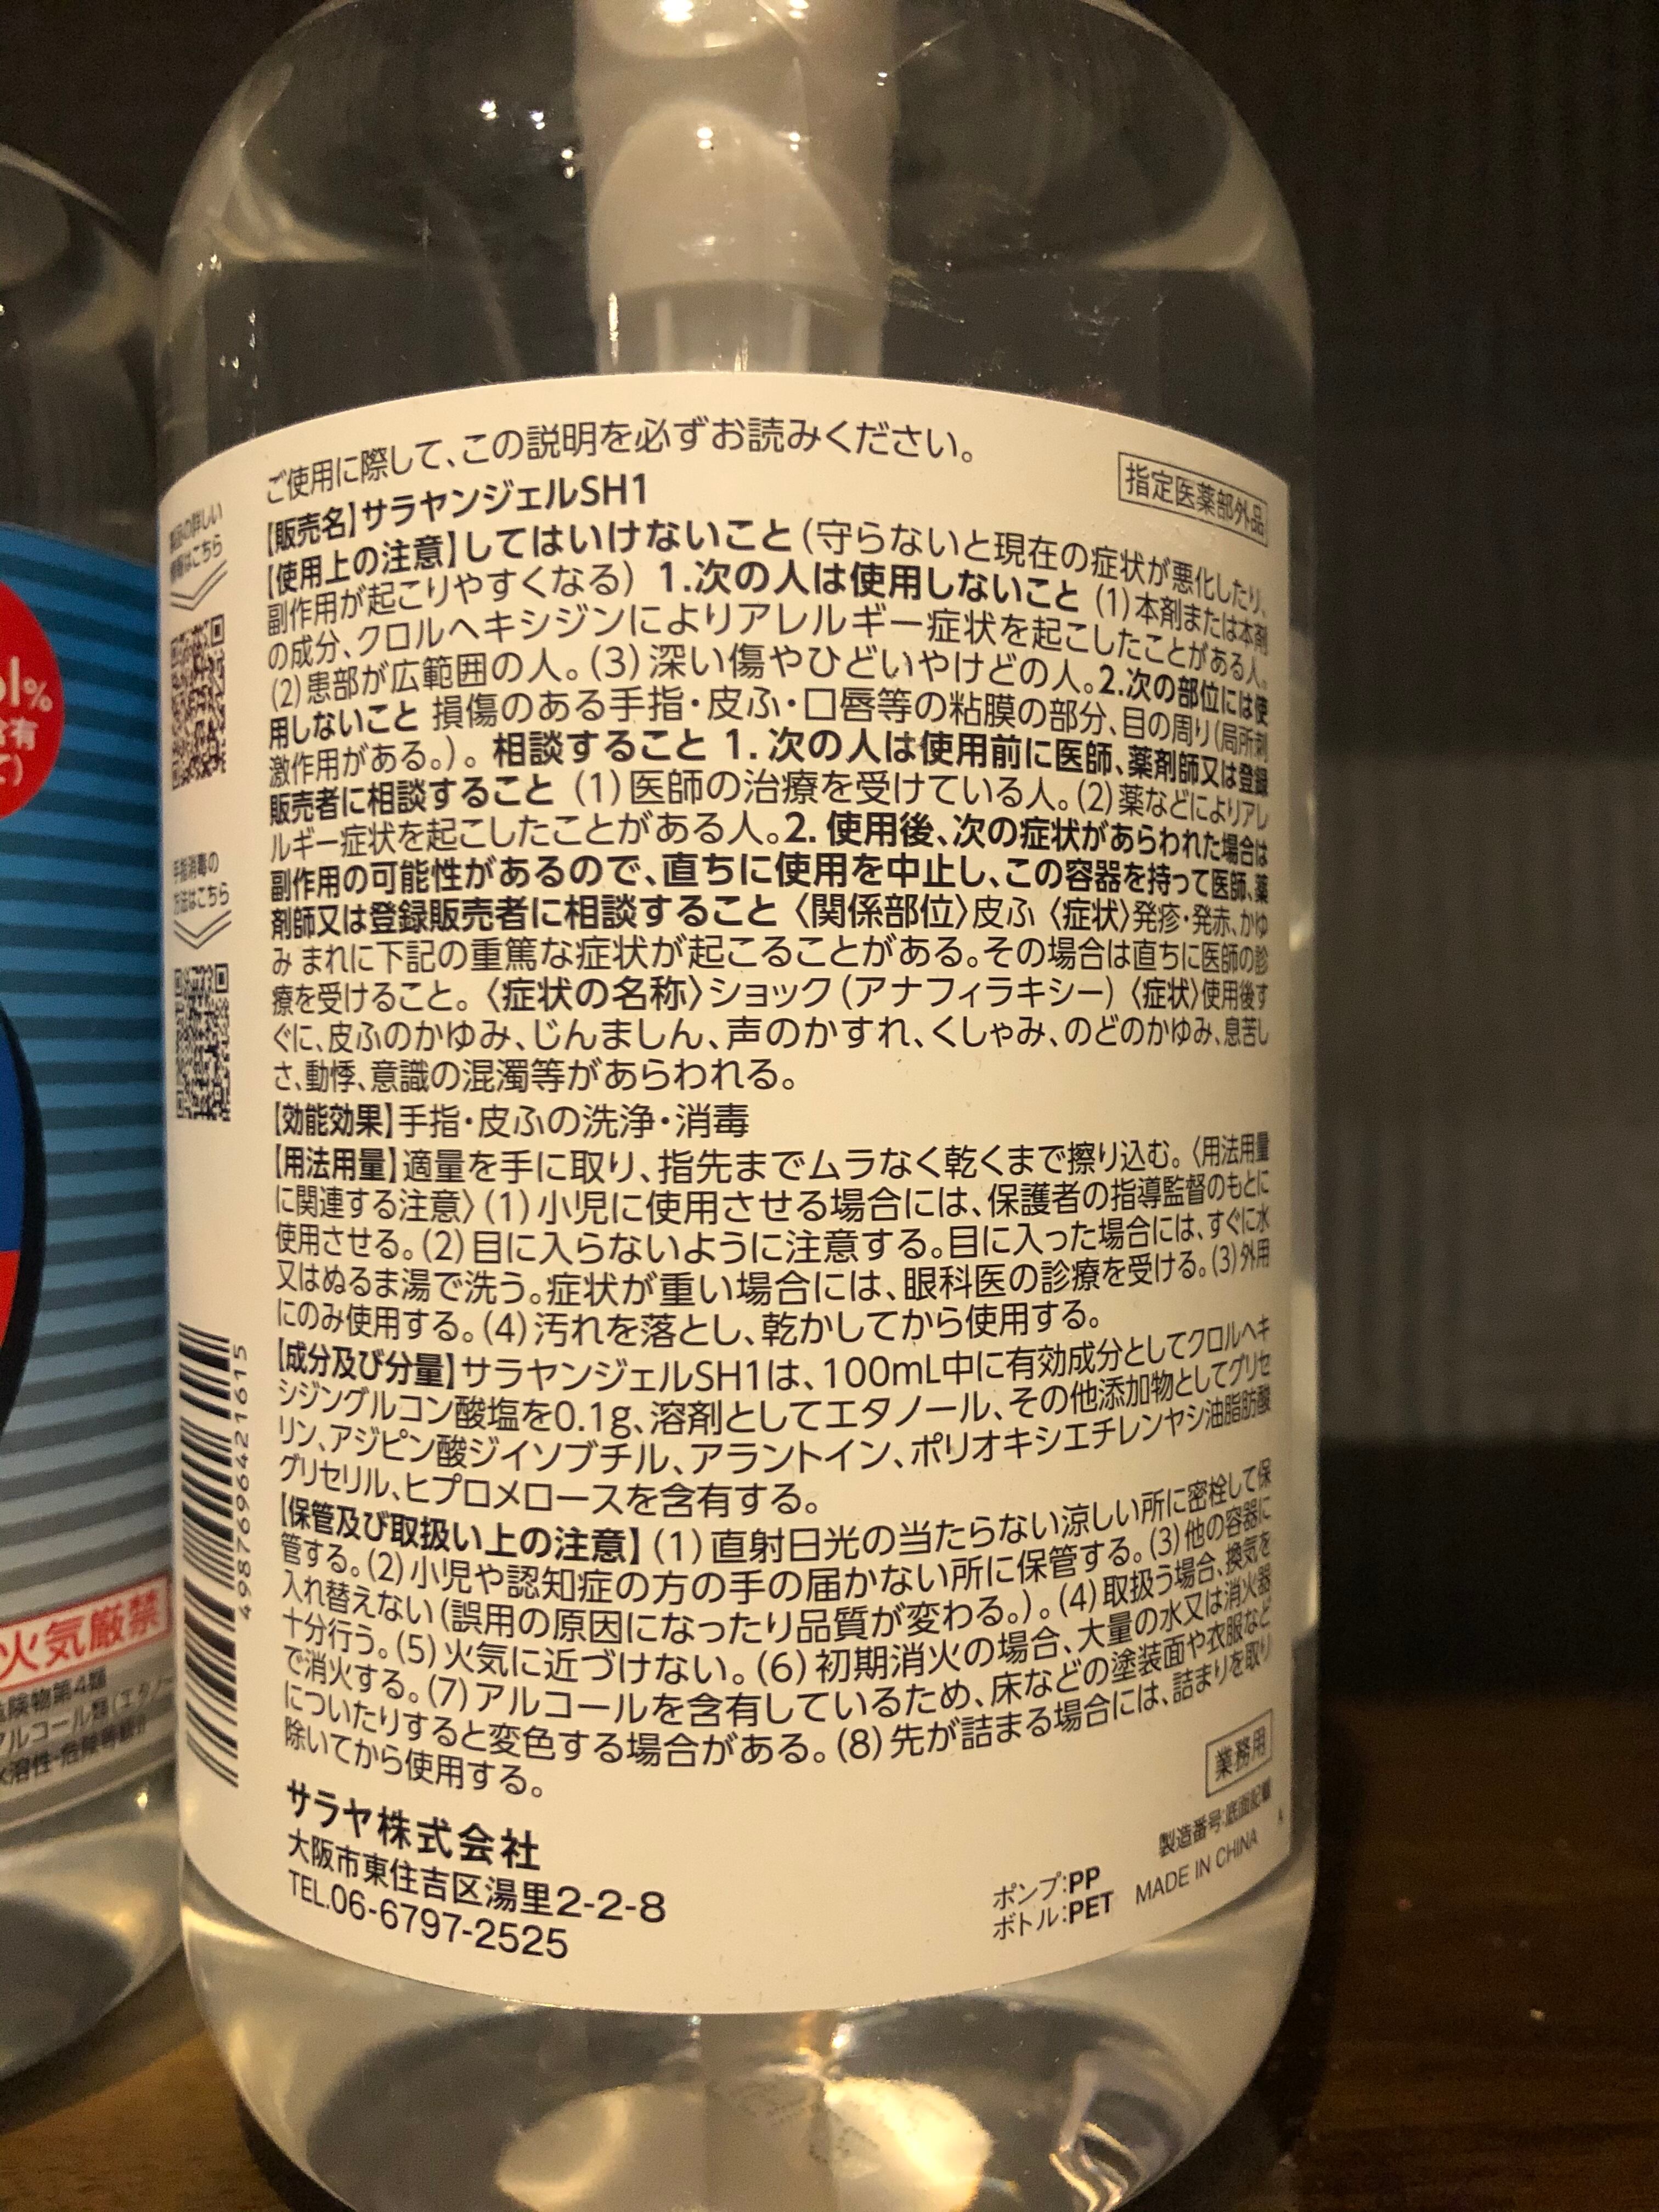 ご使用に際して、この説明を必ずお読みください。
指定医薬部外品
【販売名】サラヤンジェルSH1
【使用上の注意】してはいけないこと（守らないと現在の症状が悪化したり、
副作用が起こりやすくなる） 1.次の人は使用しないこと (1)本剤または本剤
の成分、クロルヘキシジンによりアレルギー症状を起こしたことがある人。
(2)患部が広範囲の人。(3)深い傷やひどいやけどの人。2.次の部位には使
用しないこと 損傷のある手指・皮ふ・口唇等の粘膜の部分、目の周り(局所刺
激作用がある。)。相談すること 1. 次の人は使用前に医師、薬剤師又は登録
販売者に相談すること (1)医師の治療を受けている人。(2)薬などによりアレ
ルギー症状を起こしたことがある人。2. 使用後、次の症状があらわれた場合は
副作用の可能性があるので、直ちに使用を中止し、この容器を持って医師、薬
剤師又は登録販売者に相談すること〈関係部位〉皮ふ〈症状〉発疹・発赤、かゆ
み まれに下記の重篤な症状が起こることがある。その場合は直ちに医師の診
療を受けること。〈症状の名称〉ショック（アナフィラキシー）〈症状〉使用後す
ぐに、皮ふのかゆみ、じんましん、声のかすれ、くしゃみ、のどのかゆみ、息苦し
さ、動悸、意識の混濁等があらわれる。
【効能効果】手指・皮ふの洗浄・消毒
【用法用量】適量を手に取り、指先までムラなく乾くまで擦り込む。〈用法用量
に関連する注意〉(1)小児に使用させる場合には、保護者の指導監督のもとに
使用させる。(2)目に入らないように注意する。目に入った場合には、すぐに水
又はぬるま湯で洗う。症状が重い場合には、眼科医の診療を受ける。(3)外用
にのみ使用する。(4)汚れを落とし、乾かしてから使用する。
【成分及び分量】サラヤンジェルSH1は、100mL中に有効成分としてクロルヘキ
シジングルコン酸塩を0.1g、溶剤としてエタノール、その他添加物としてグリセ
リン、アジピン酸ジイソブチル、アラントイン、ポリオキシエチレンヤシ油脂肪酸
グリセリル、ヒプロメロースを含有する。
【保管及び取扱い上の注意】(1)直射日光の当たらない涼しい所に密栓して保
管する。(2)小児や認知症の方の手の届かない所に保管する。(3)他の容器に
入れ替えない(誤用の原因になったり品質が変わる。)。(4)取扱う場合、換気を
十分行う。(5)火気に近づけない。(6)初期消火の場合、大量の水又は消火器
で消火する。(7)アルコールを含有しているため、床などの塗装面や衣服など
についたりすると変色する場合がある。(8)先が詰まる場合には、詰まりを取り
除いてから使用する。
サラヤ株式会社
大阪市東住吉区湯里2-2-8
TEL.06-6797-2525
業務用
製造番号:底面記載
ポンプ:PP
ボトル:PET
MADE IN CHINA
の詳しい
はこちら
手指消毒の
方法はこちら
4987696421615
火気厳禁
危険物第4類